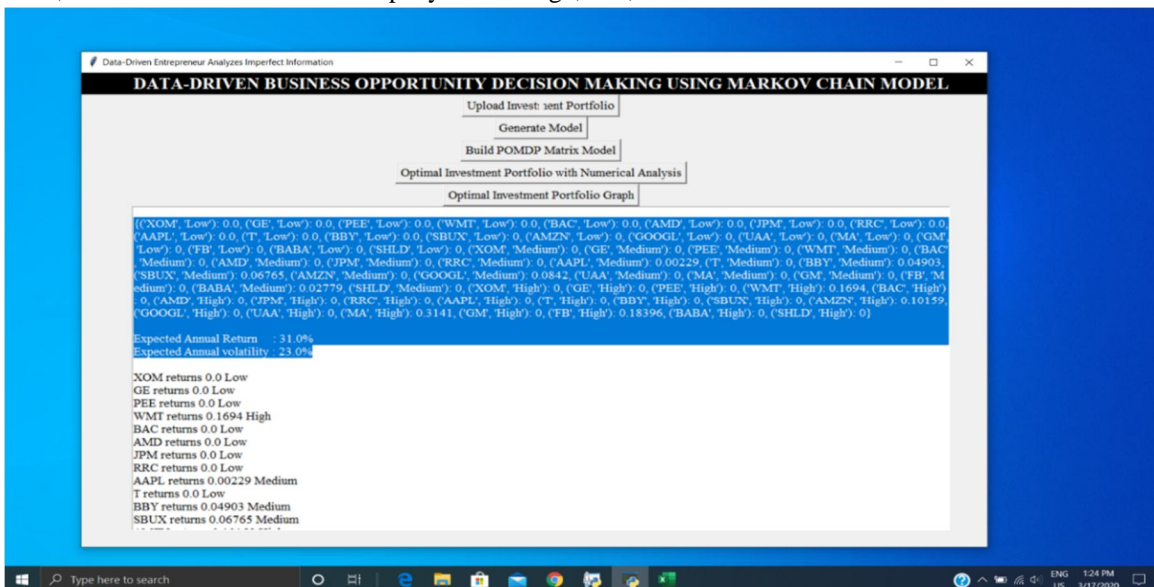 Data-Driven Entrepreneur Analyzes Imperfect Information
DATA-DRIVEN BUSINESS OPPORTUNITY DECISION MAKING USING MARKOV CHAIN MODEL
Upload Invest: ent Portfolio
Generate Model
Build POMDP Matrix Model
Optimal Investment Portfolio with Numerical Analysis
Optimal Investment Portfolio Graph
{('XOM', 'Low'): 0.0, ('GE', 'Low'): 0.0, ('PEE', 'Low'): 0.0, ('WMT', 'Low'): 0.0, ('BAC', 'Low'): 0.0, ('AMD', 'Low'): 0.0, ('JPM', 'Low'): 0.0, ('RRC', 'Low'): 0.0,
('AAPL', 'Low'): 0.0, ('T', 'Low'): 0.0, ('BBY', 'Low'): 0.0, ('SBUX', 'Low'): 0, ('AMZN', 'Low'): 0, ('GOOGL', 'Low'): 0, ('UAA', 'Low'): 0, ('MA', 'Low'): 0, ('GM',
'Low'): 0, ('FB', 'Low'): 0, ('BABA', 'Low'): 0, ('SHLD', 'Low'): 0, ('XOM', 'Medium'): 0, ('GE', 'Medium'): 0, ('PEE', 'Medium'): 0, ('WMT', 'Medium'): 0, ('BAC'
, 'Medium'): 0, ('AMD', 'Medium'): 0, ('JPM', 'Medium'): 0, ('RRC', 'Medium'): 0, ('AAPL', 'Medium'): 0.00229, ('T', 'Medium'): 0, ('BBY', 'Medium'): 0.04903,
('SBUX', 'Medium'): 0.06765, ('AMZN', 'Medium'): 0, ('GOOGL', 'Medium'): 0.0842, ('UAA', 'Medium'): 0, ('MA', 'Medium'): 0, ('GM', 'Medium'): 0, ('FB', 'M
edium'): 0, ('BABA', 'Medium'): 0.02779, ('SHLD', 'Medium'): 0, ('XOM', 'High'): 0, ('GE', 'High'): 0, ('PEE', 'High'): 0, ('WMT', 'High'): 0.1694, ('BAC', 'High')
: 0, ('AMD', 'High'): 0, ('JPM', 'High'): 0, ('RRC', 'High'): 0, ('AAPL', 'High'): 0, ('T', 'High'): 0, ('BBY', 'High'): 0, ('SBUX', 'High'): 0, ('AMZN', 'High'): 0.10159,
('GOOGL', 'High'): 0, ('UAA', 'High'): 0, ('MA', 'High'): 0.3141, ('GM', 'High'): 0, ('FB', 'High'): 0.18396, ('BABA', 'High'): 0, ('SHLD', 'High'): 0}
Expected Annual Return : 31.0%
Expected Annual volatility : 23.0%
XOM returns 0.0 Low
GE returns 0.0 Low
PEE returns 0.0 Low
WMT returns 0.1694 High
BAC returns 0.0 Low
AMD returns 0.0 Low
JPM returns 0.0 Low
RRC returns 0.0 Low
AAPL returns 0.00229 Medium
T returns 0.0 Low
BBY returns 0.04903 Medium
SBUX returns 0.06765 Medium
Type here to search
ENG 1:24 PM
US 3/17/2020